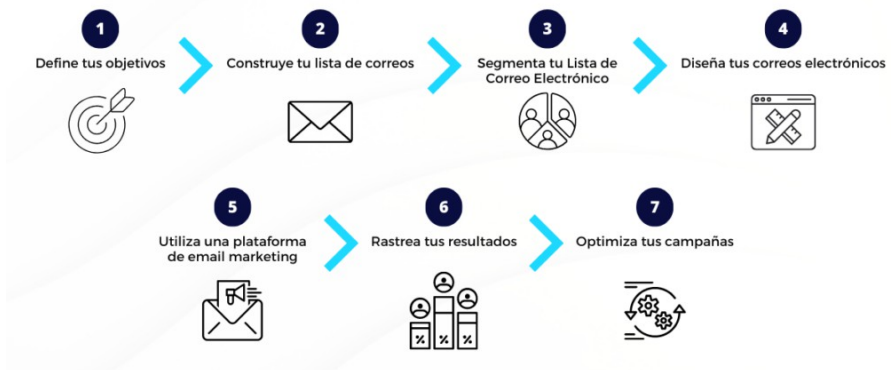 1
Define tus objetivos
2
Construye tu lista de correos
3
Segmenta tu Lista de
Correo Electrónico
4
Diseña tus correos electrónicos
5
Utiliza una plataforma
de email marketing
6
Rastrea tus resultados
% % %
7
Optimiza tus campañas